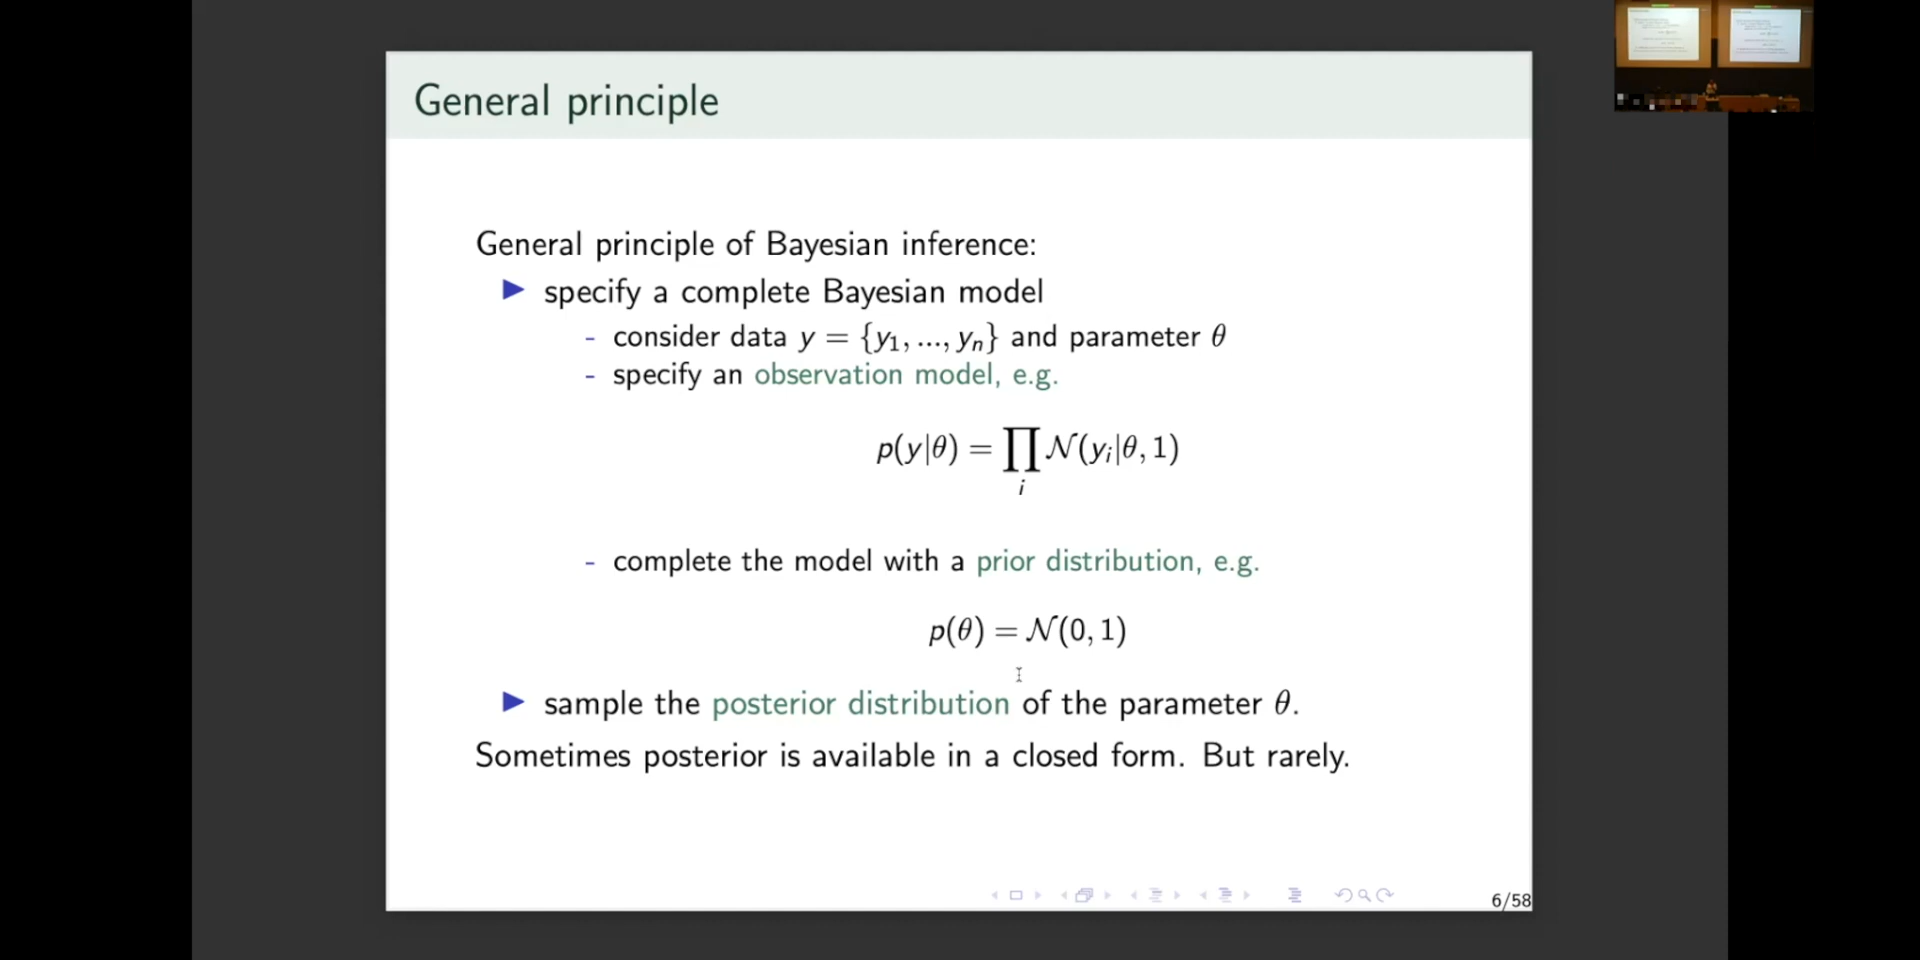 General principle
General principle of Bayesian inference:
▶ specify a complete Bayesian model
- consider data y = {y₁, ..., yₙ} and parameter θ
- specify an observation model, e.g.
p(y|θ) = ∏ᵢ 𝒩(yᵢ|θ, 1)
- complete the model with a prior distribution, e.g.
p(θ) = 𝒩(0, 1)
▶ sample the posterior distribution of the parameter θ.
Sometimes posterior is available in a closed form. But rarely.
6/58